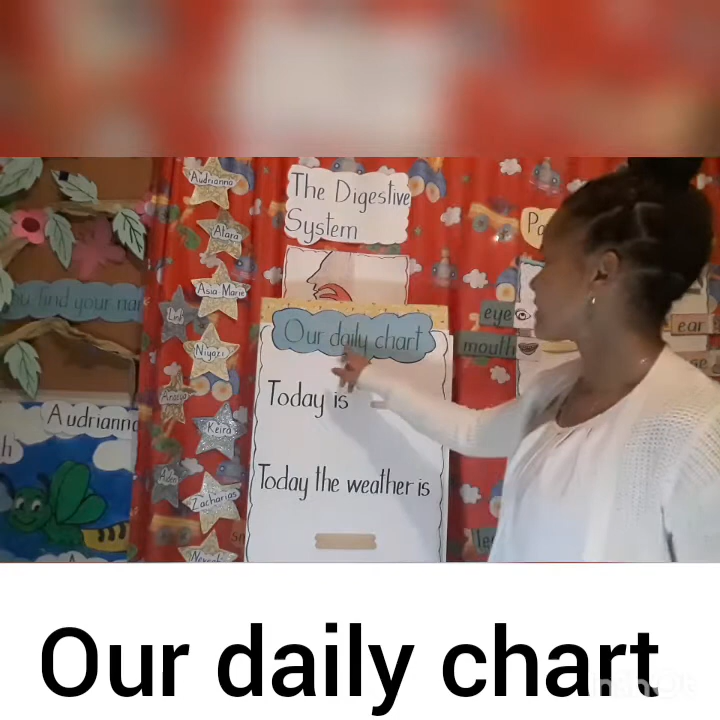 Audrianna
Alara
Asia Marie
Niyozi
Keira
Zacharias
The Digestive
System
Our daily chart
Today is
Today the weather is
eye
mouth
ear
find your
Audrianna
Our daily chart